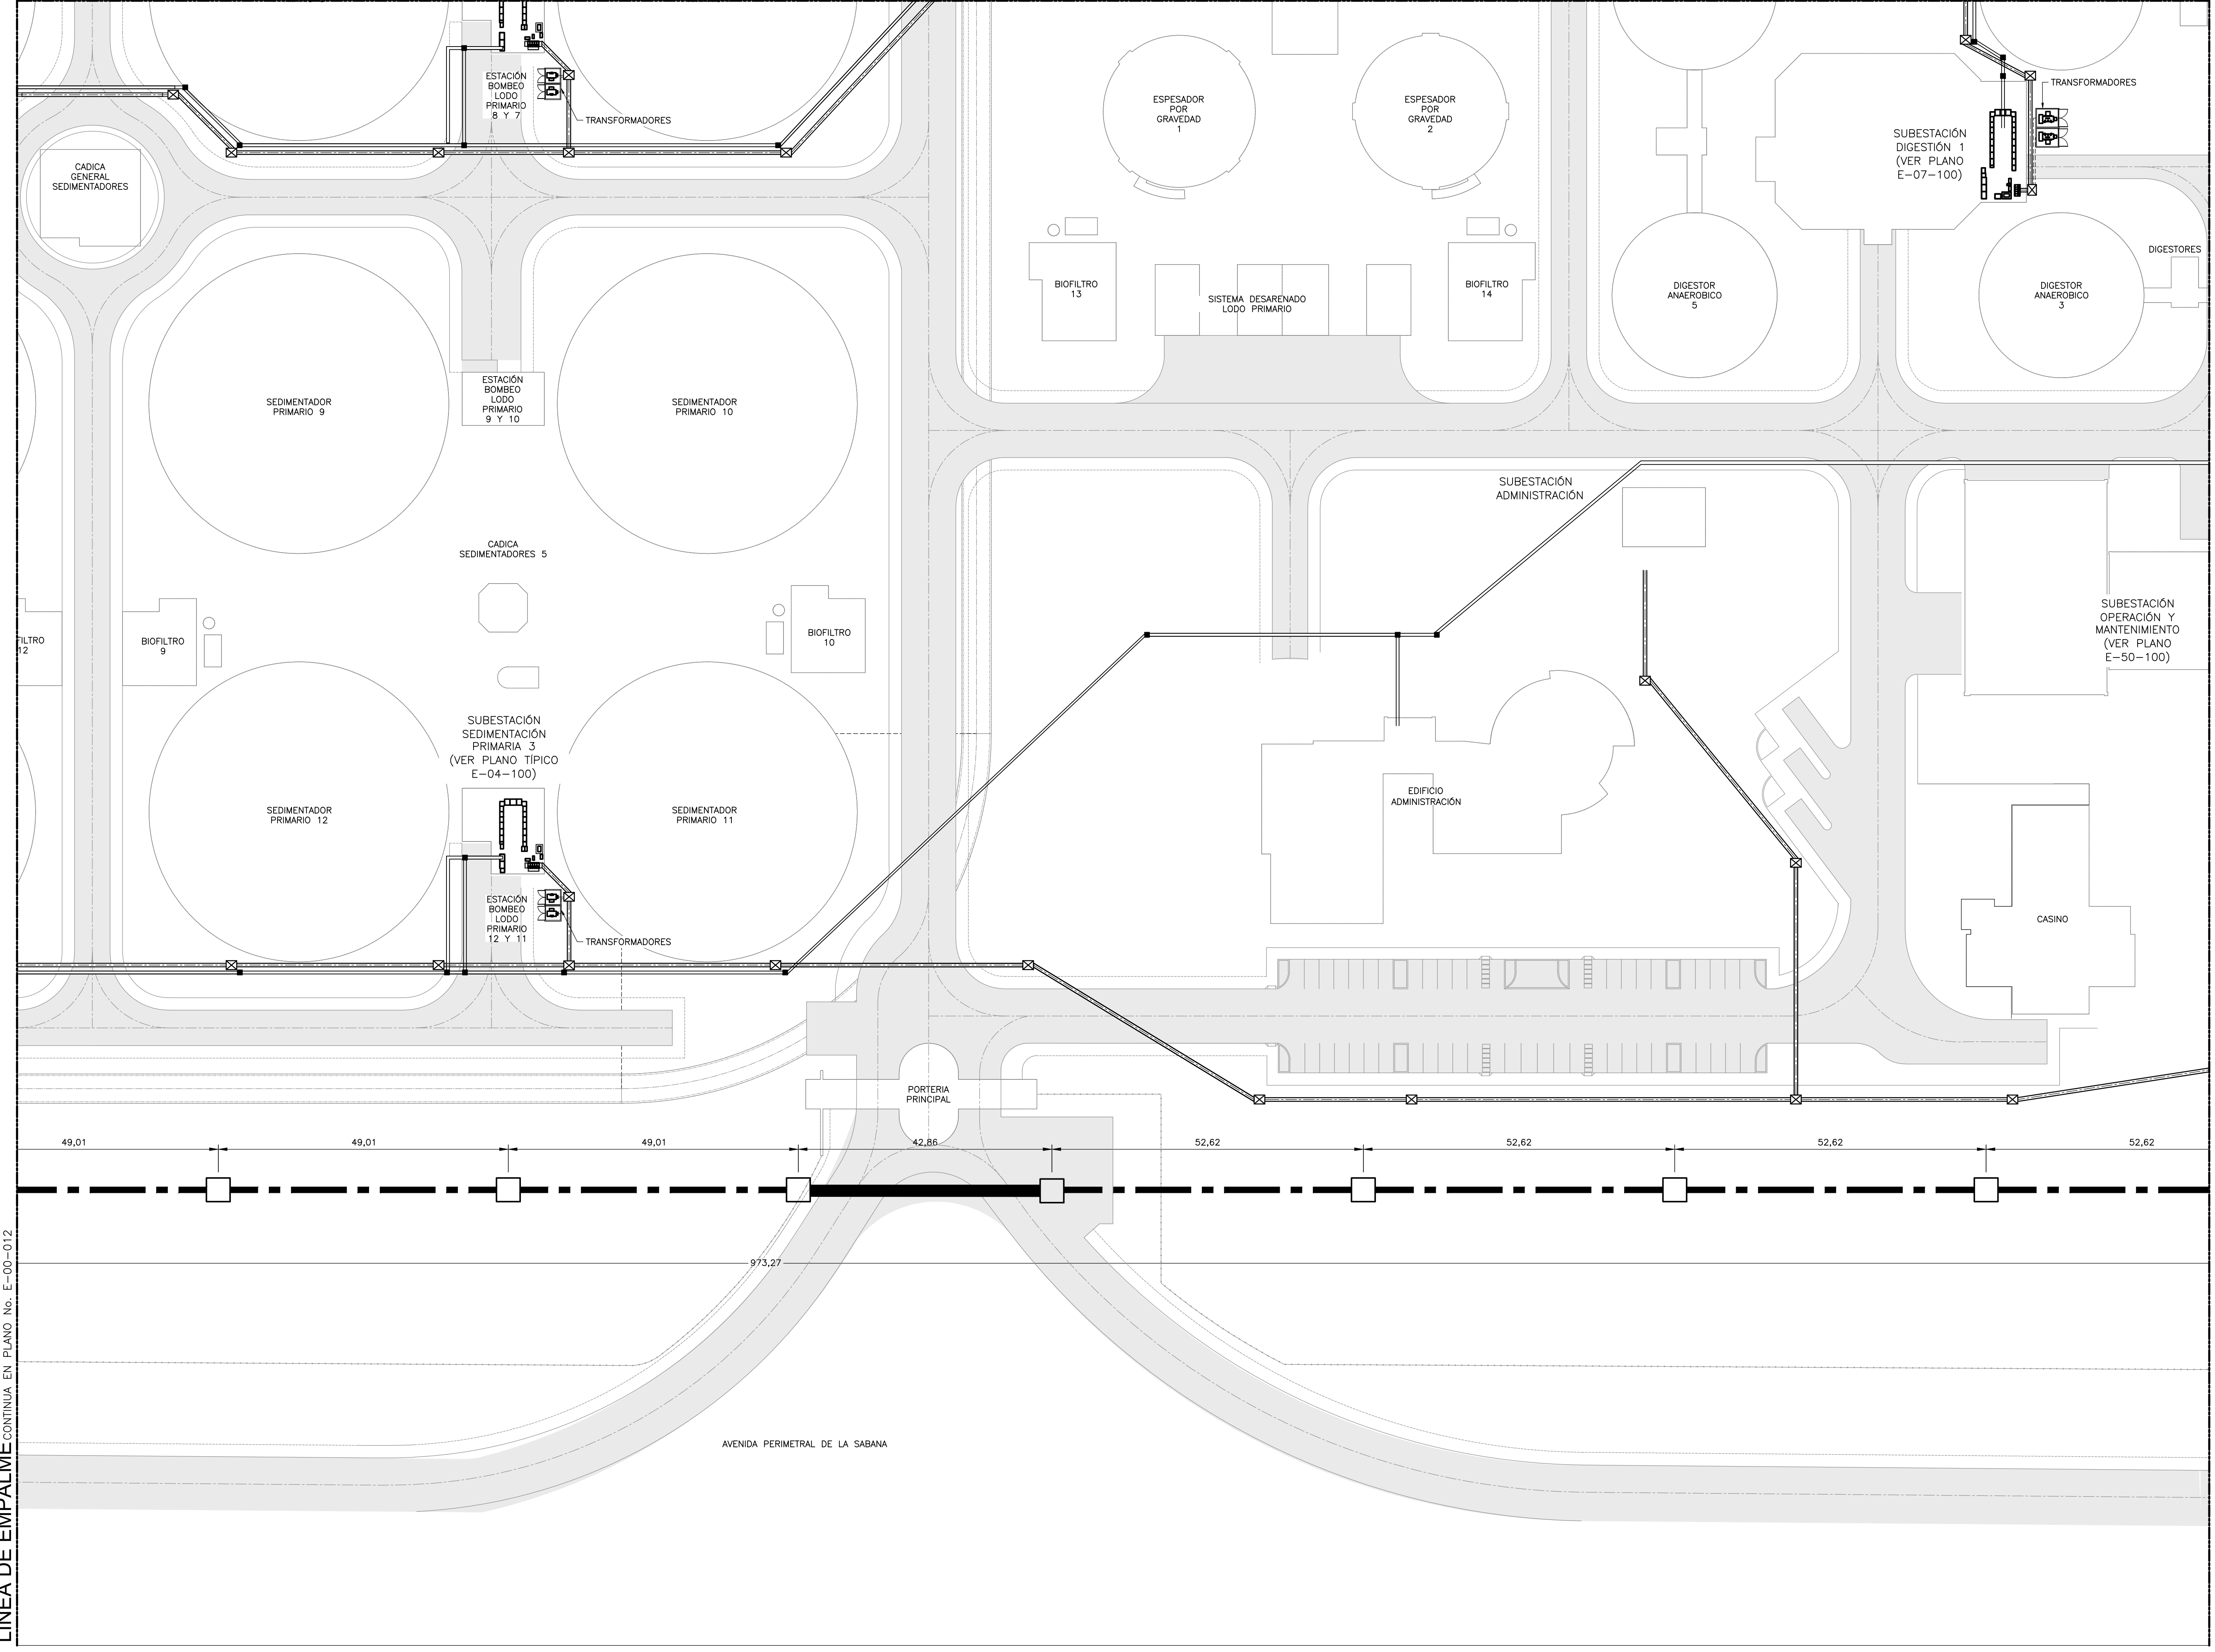 ESTACIÓN
BOMBEO
LODO
PRIMARIO
8 Y 7
TRANSFORMADORES
CADICA
GENERAL
SEDIMENTADORES
ESPESADOR
POR
GRAVEDAD
1
ESPESADOR
POR
GRAVEDAD
2
TRANSFORMADORES
SUBESTACIÓN
DIGESTIÓN 1
(VER PLANO
E-07-100)
DIGESTORES
BIOFILTRO
13
SISTEMA DESARENADO
LODO PRIMARIO
BIOFILTRO
14
DIGESTOR
ANAEROBICO
5
DIGESTOR
ANAEROBICO
3
SEDIMENTADOR
PRIMARIO 9
ESTACIÓN
BOMBEO
LODO
PRIMARIO
9 Y 10
SEDIMENTADOR
PRIMARIO 10
SUBESTACIÓN
ADMINISTRACIÓN
CADICA
SEDIMENTADORES 5
FILTRO
12
BIOFILTRO
9
BIOFILTRO
10
SUBESTACIÓN
OPERACIÓN Y
MANTENIMIENTO
(VER PLANO
E-50-100)
SUBESTACIÓN
SEDIMENTACIÓN
PRIMARIA 3
(VER PLANO TÍPICO
E-04-100)
SEDIMENTADOR
PRIMARIO 12
SEDIMENTADOR
PRIMARIO 11
EDIFICIO
ADMINISTRACIÓN
ESTACIÓN
BOMBEO
LODO
PRIMARIO
12 Y 11
TRANSFORMADORES
CASINO
PORTERIA
PRINCIPAL
49,01
49,01
49,01
42,86
52,62
52,62
52,62
52,62
973,27
AVENIDA PERIMETRAL DE LA SABANA
LINEA DE EMPALME CONTINUA EN PLANO No. E-00-012